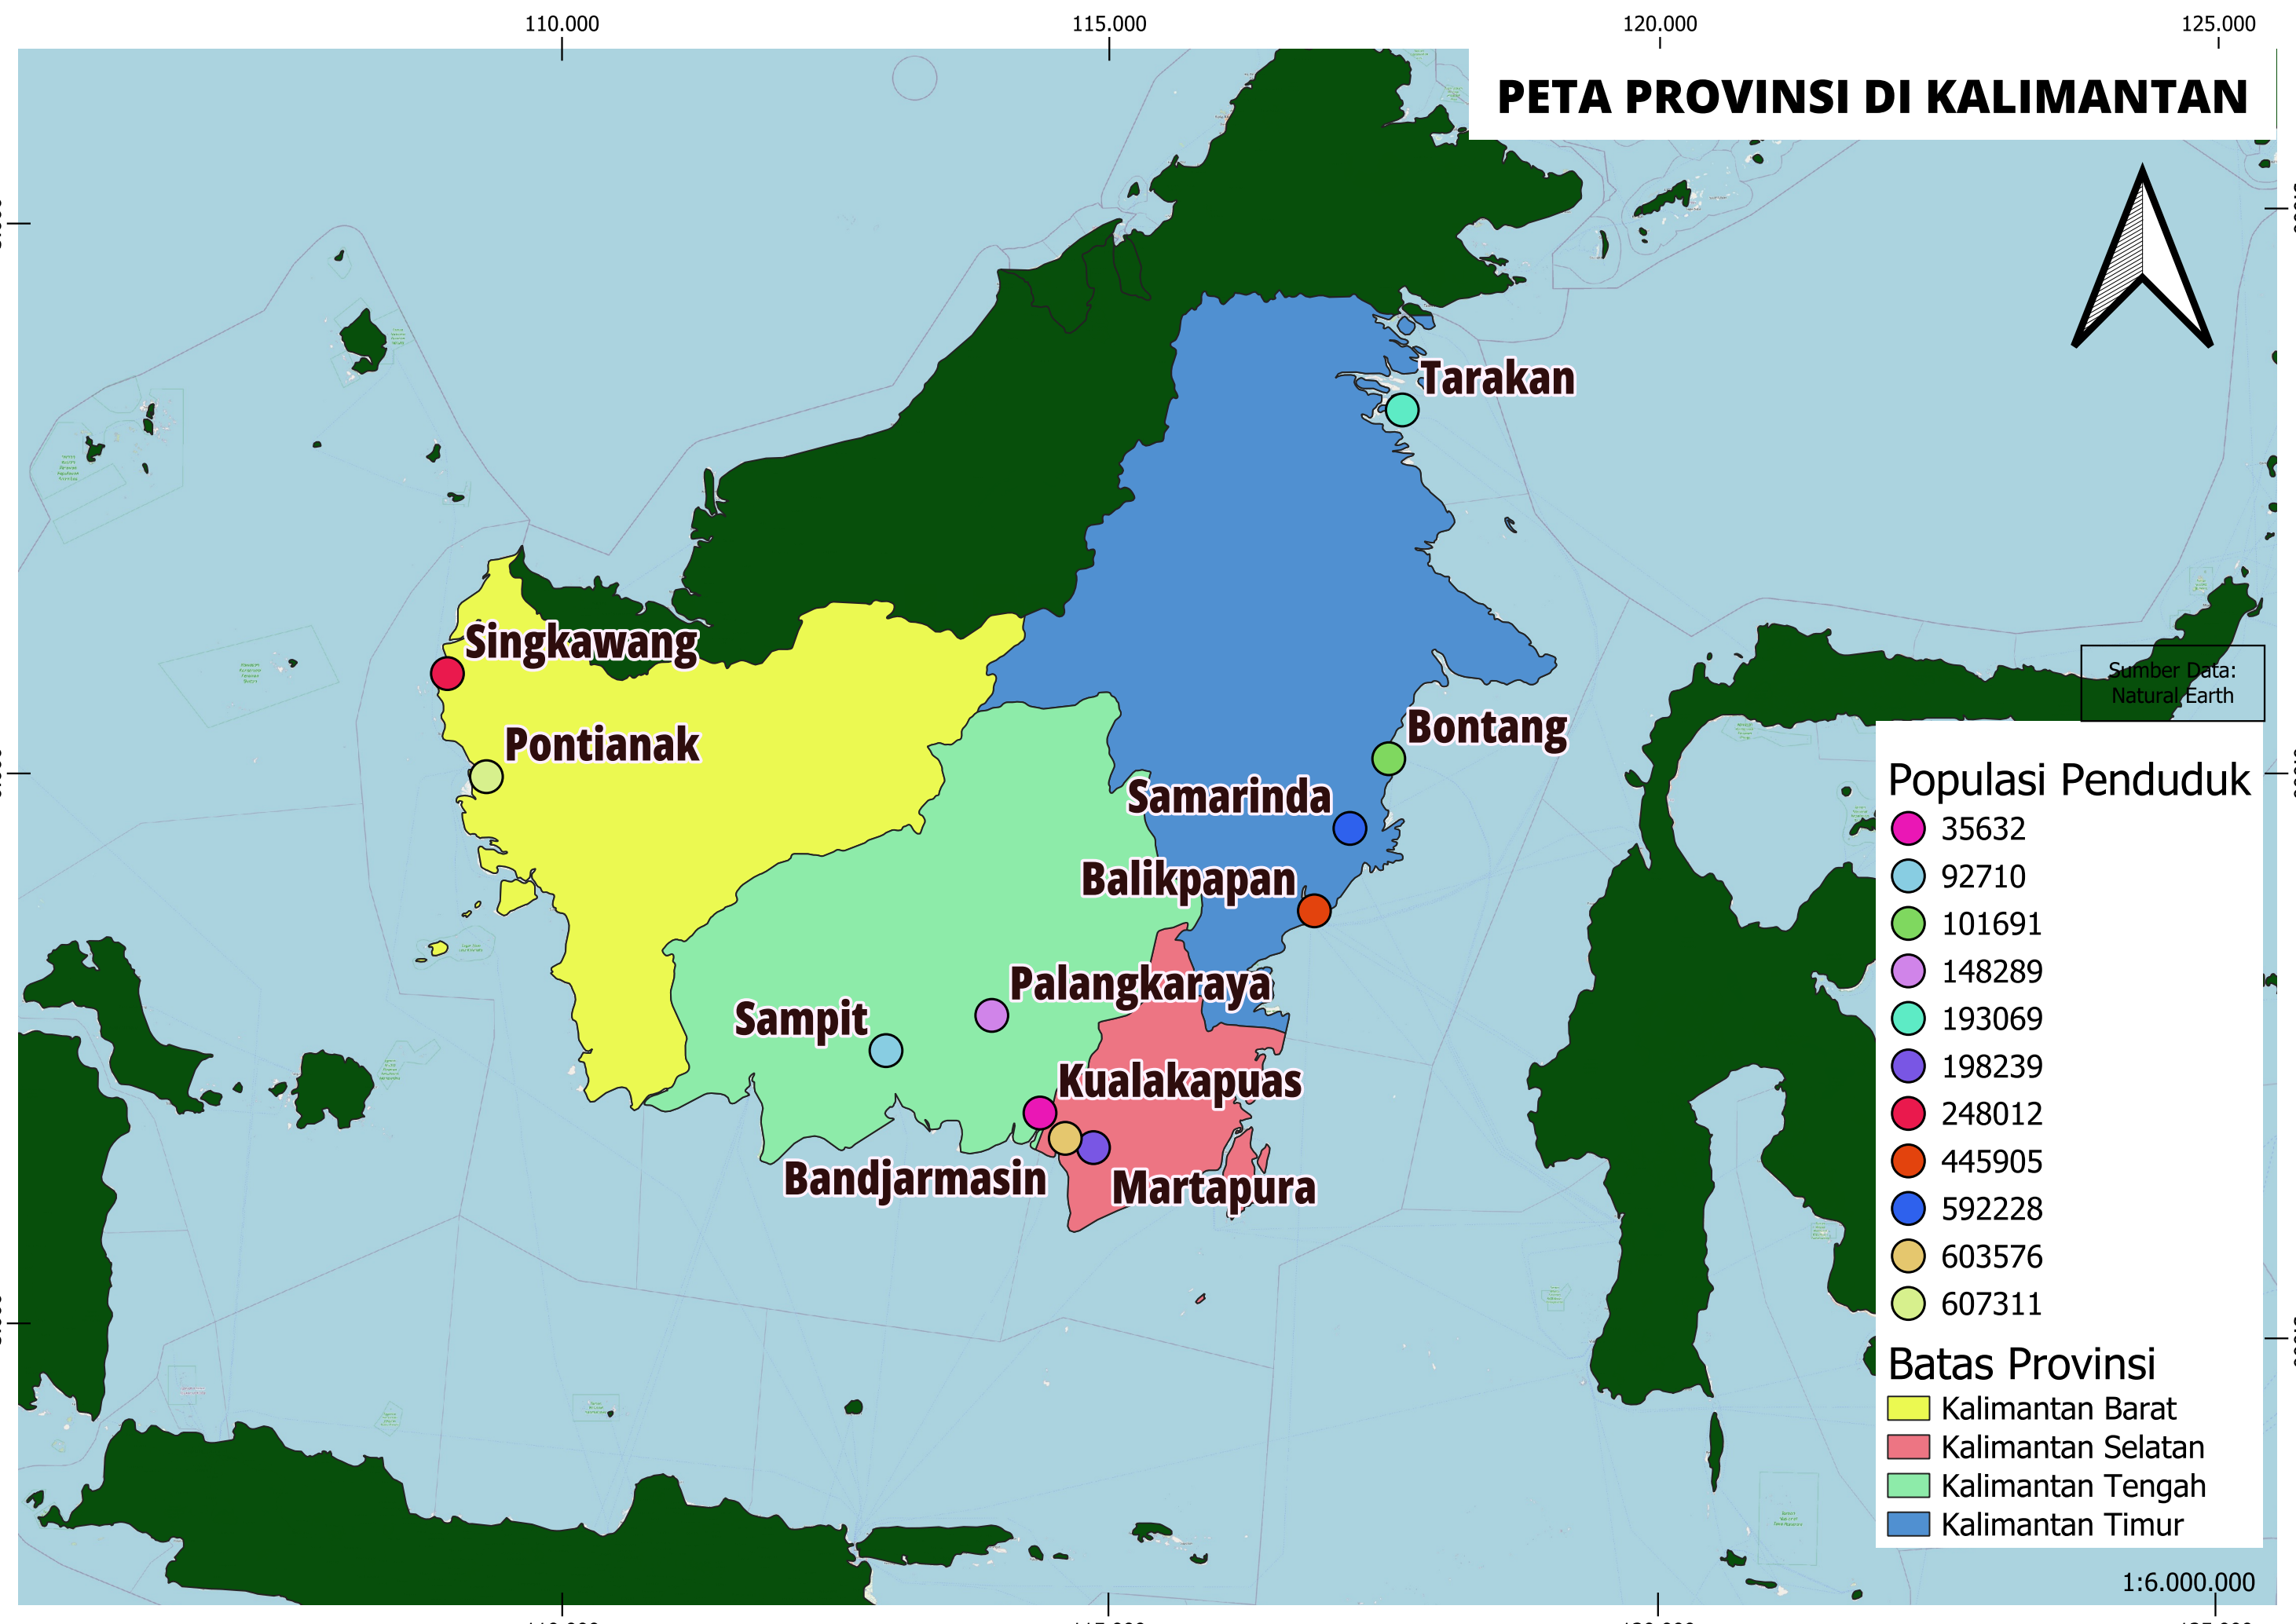 110.000
115.000
120.000
125.000
PETA PROVINSI DI KALIMANTAN
Tarakan
Singkawang
Pontianak
Bontang
Samarinda
Balikpapan
Palangkaraya
Sampit
Kualakapuas
Bandjarmasin
Martapura
Sumber Data:
Natural Earth
Populasi Penduduk
35632
92710
101691
148289
193069
198239
248012
445905
592228
603576
607311
Batas Provinsi
Kalimantan Barat
Kalimantan Selatan
Kalimantan Tengah
Kalimantan Timur
1:6.000.000